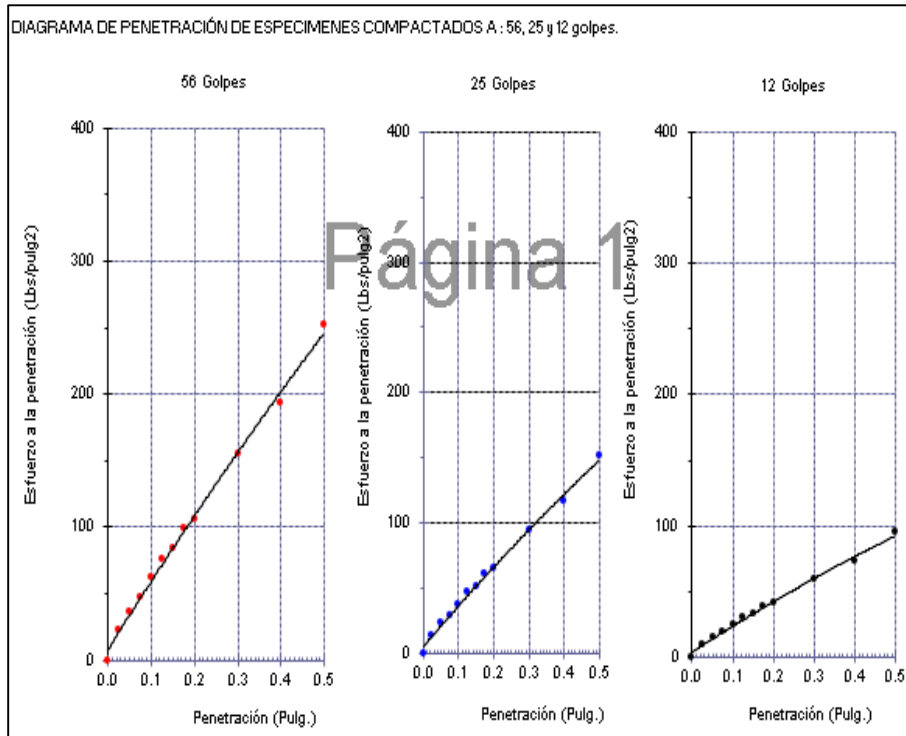 DIAGRAMA DE PENETRACIÓN DE ESPECIMENES COMPACTADOS A : 56, 25 y 12 golpes.
56 Golpes
25 Golpes
12 Golpes
Página 1
Esfuerzo a la penetración (Lbs/pulg2)
400
300
200
100
0
0.0 0.1 0.2 0.3 0.4 0.5
Penetración (Pulg.)
Esfuerzo a la penetración (Lbs/pulg2)
400
300
200
100
0
0.0 0.1 0.2 0.3 0.4 0.5
Penetración (Pulg.)
Esfuerzo a la penetración (Lbs/pulg2)
400
300
200
100
0
0.0 0.1 0.2 0.3 0.4 0.5
Penetración (Pulg.)